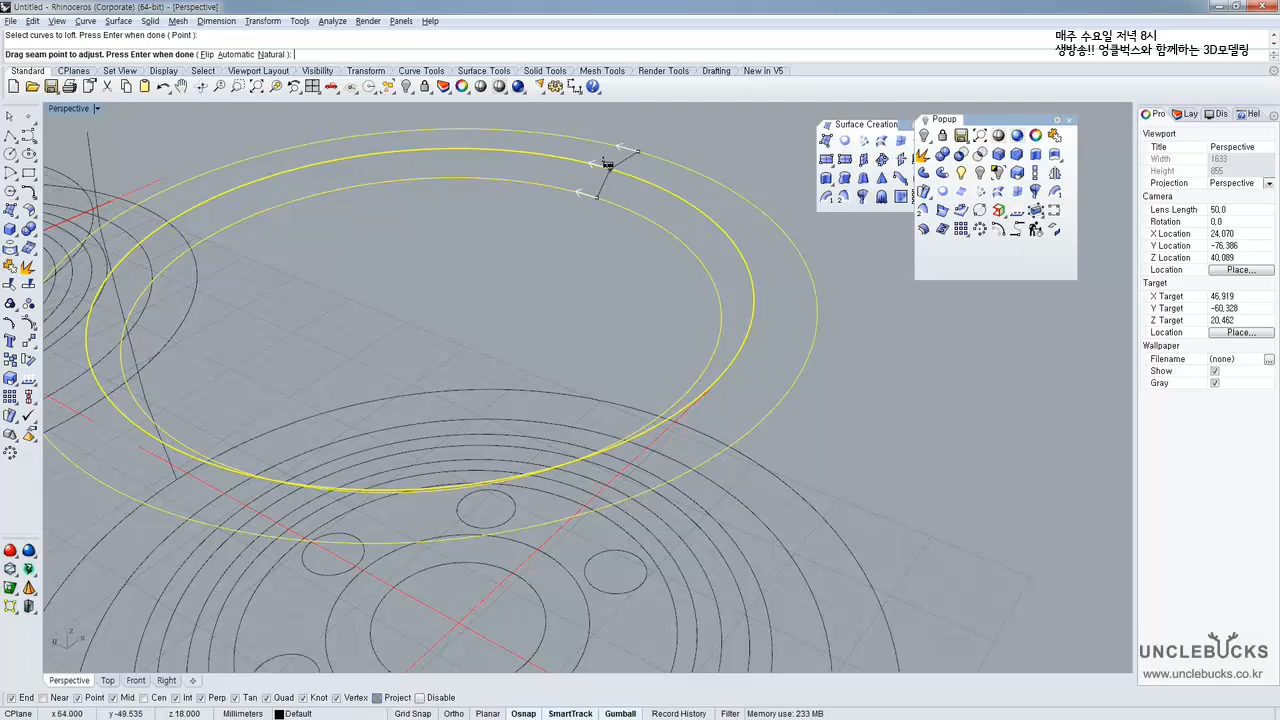 Untitled - Rhinoceros (Corporate) (64-bit) - [Perspective]
File Edit View Curve Surface Solid Mesh Dimension Transform Tools Analyze Render Panels Help
Select curves to loft. Press Enter when done ( Point ):
매주 수요일 저녁 8시
Drag seam point to adjust. Press Enter when done ( Flip Automatic Natural ):
생방송!! 엉클벅스와 함께하는 3D모델링
Standard CPlanes Set View Display Select Viewport Layout Visibility Transform Curve Tools Surface Tools Solid Tools Mesh Tools Render Tools Drafting New in V5
Perspective
Surface Creation
Popup
Pro Lay Dis Hel
Viewport
Title Perspective
Width 1633
Height 855
Projection Perspective
Camera
Lens Length 50,0
Rotation 0,0
X Location 24,070
Y Location -76,386
Z Location 40,089
Location Place...
Target
X Target 46,919
Y Target -60,328
Z Target 20,462
Location Place...
Wallpaper
Filename (none) ...
Show
Gray
z
y x
UNCLEBUCKS
www.unclebucks.co.kr
Perspective Top Front Right
End Near Point Mid Cen Int Perp Tan Quad Knot Vertex Project Disable
CPlane x 64.000 y -49.535 z 18.000 Millimeters Default Grid Snap Ortho Planar Osnap SmartTrack Gumball Record History Filter Memory use: 233 MB